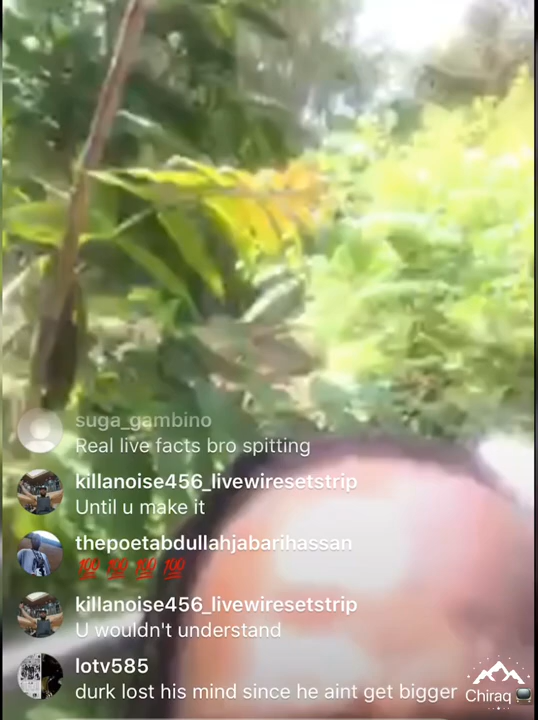 suga_gambino
Real live facts bro spitting
killanoise456_livewiresetstrip
Until u make it
thepoetabdullahjabarihassan
💯 💯 💯 💯
killanoise456_livewiresetstrip
U wouldn't understand
lotv585
durk lost his mind since he aint get bigger
Chiraq